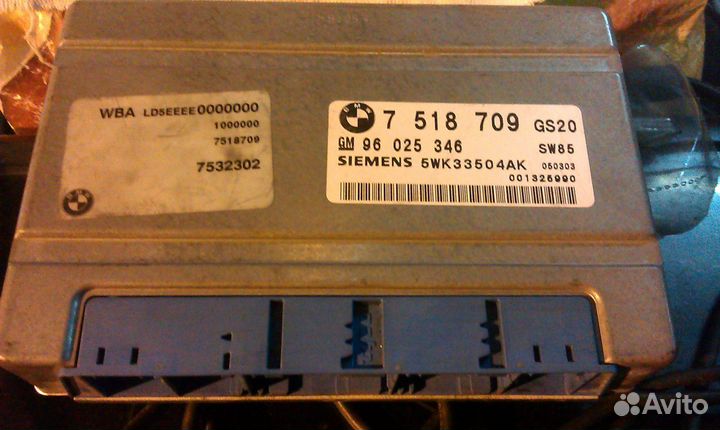 WBA LD5EEEE0000000
1000000
7518709
7532302
BMW 7 518 709 GS20
GM 96 025 346 SW85
SIEMENS 5WK33504AK 050303
001326990
Avito